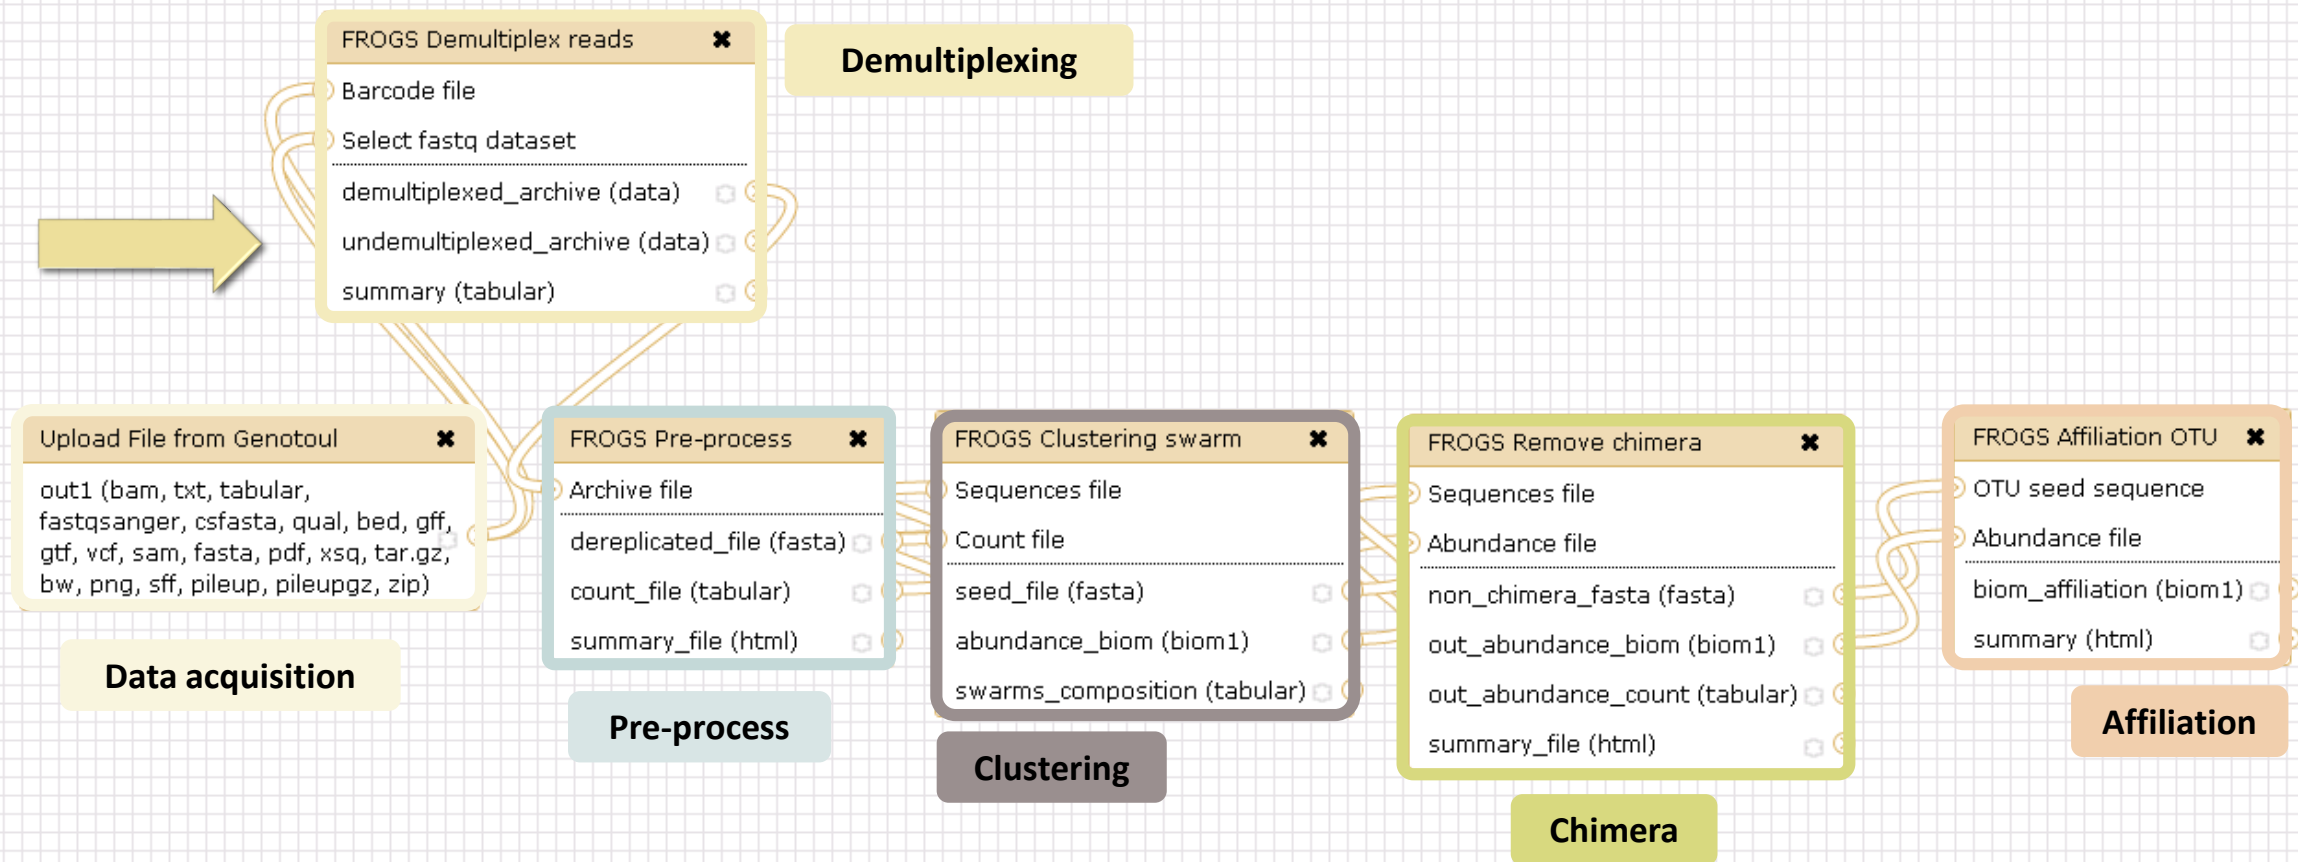 FROGS Demultiplex reads
Barcode file
Select fastq dataset
demultiplexed_archive (data)
undemultiplexed_archive (data)
summary (tabular)
Demultiplexing
Upload File from Genotoul
out1 (bam, txt, tabular,
fastqsanger, csfasta, qual, bed, gff,
gtf, vcf, sam, fasta, pdf, xsq, tar.gz,
bw, png, sff, pileup, pileupgz, zip)
Data acquisition
FROGS Pre-process
Archive file
dereplicated_file (fasta)
count_file (tabular)
summary_file (html)
Pre-process
FROGS Clustering swarm
Sequences file
Count file
seed_file (fasta)
abundance_biom (biom1)
swarms_composition (tabular)
Clustering
FROGS Remove chimera
Sequences file
Abundance file
non_chimera_fasta (fasta)
out_abundance_biom (biom1)
out_abundance_count (tabular)
summary_file (html)
Chimera
FROGS Affiliation OTU
OTU seed sequence
Abundance file
biom_affiliation (biom1)
summary (html)
Affiliation